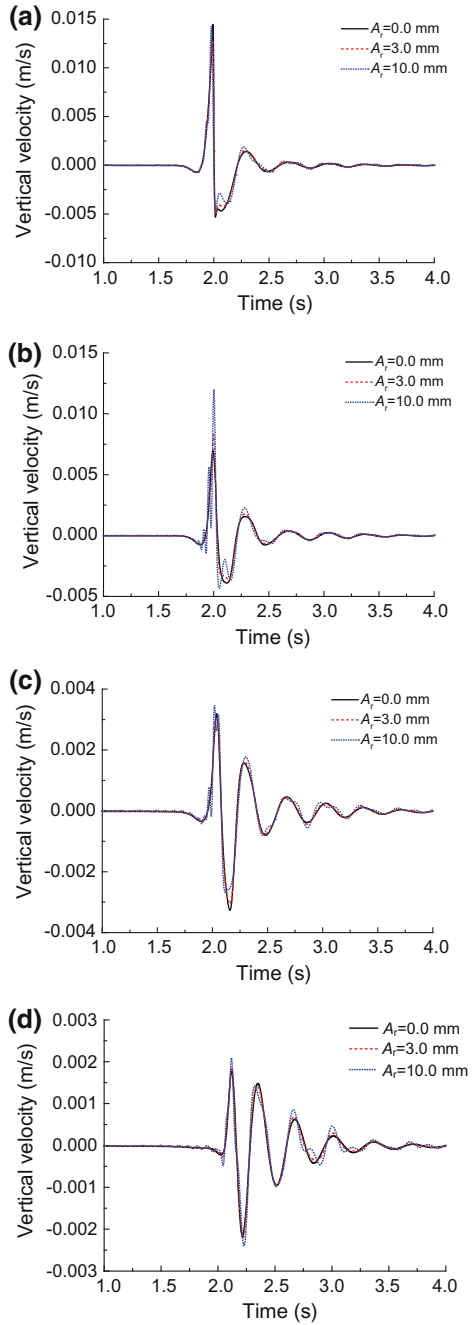 (a)
0.015
0.010
0.005
0.000
-0.005
-0.010
Vertical velocity (m/s)
Ar=0.0 mm
Ar=3.0 mm
Ar=10.0 mm
1.0 1.5 2.0 2.5 3.0 3.5 4.0
Time (s)
(b)
0.015
0.010
0.005
0.000
-0.005
Vertical velocity (m/s)
Ar=0.0 mm
Ar=3.0 mm
Ar=10.0 mm
1.0 1.5 2.0 2.5 3.0 3.5 4.0
Time (s)
(c)
0.004
0.002
0.000
-0.002
-0.004
Vertical velocity (m/s)
Ar=0.0 mm
Ar=3.0 mm
Ar=10.0 mm
1.0 1.5 2.0 2.5 3.0 3.5 4.0
Time (s)
(d)
0.003
0.002
0.001
0.000
-0.001
-0.002
-0.003
Vertical velocity (m/s)
Ar=0.0 mm
Ar=3.0 mm
Ar=10.0 mm
1.0 1.5 2.0 2.5 3.0 3.5 4.0
Time (s)